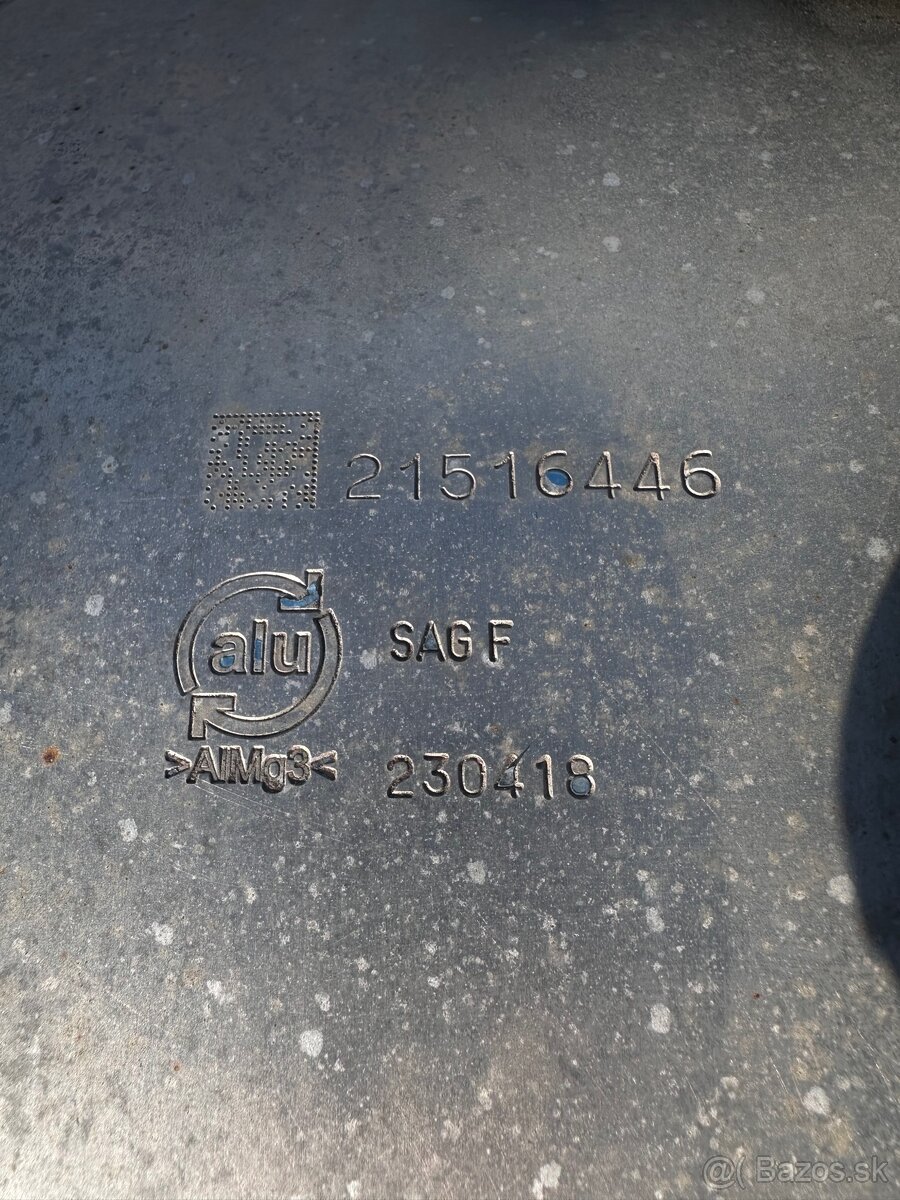 21516446
alu
SAG F
>AlMg3<
230418
@( Bazos.sk